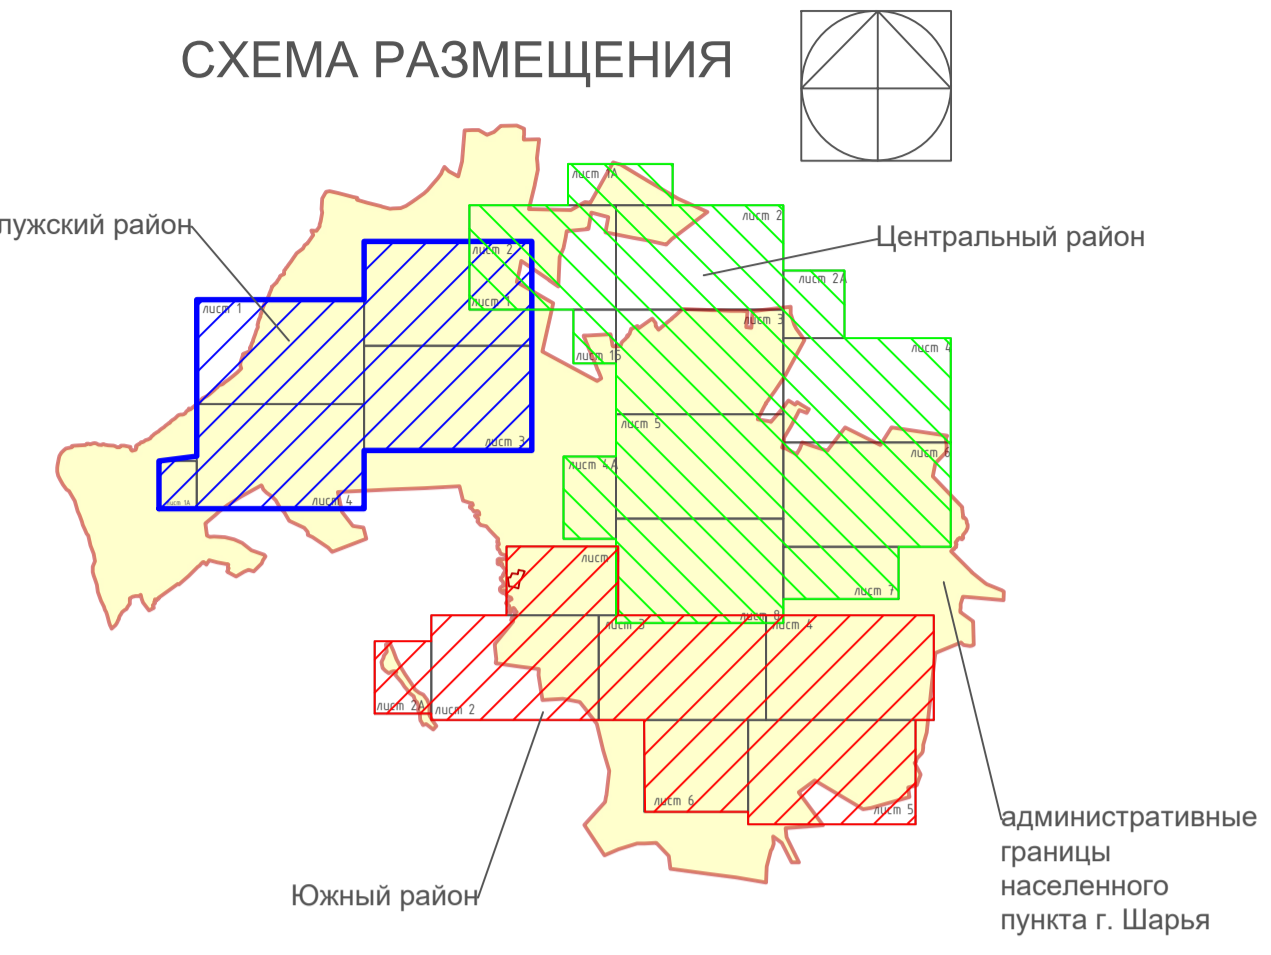 СХЕМА РАЗМЕЩЕНИЯ
лист 1А
лист 2
лужский район
Центральный район
лист 2
лист 2А
лист 1
лист 1
лист 3
лист 4
лист 1Б
лист 5
лист 3
лист 6
лист 4А
лист 4
лист 1А
лист
лист 7
лист 8
лист 3
лист 4
лист 2А
лист 2
лист 6
лист 5
административные
границы
населенного
пункта г. Шарья
Южный район